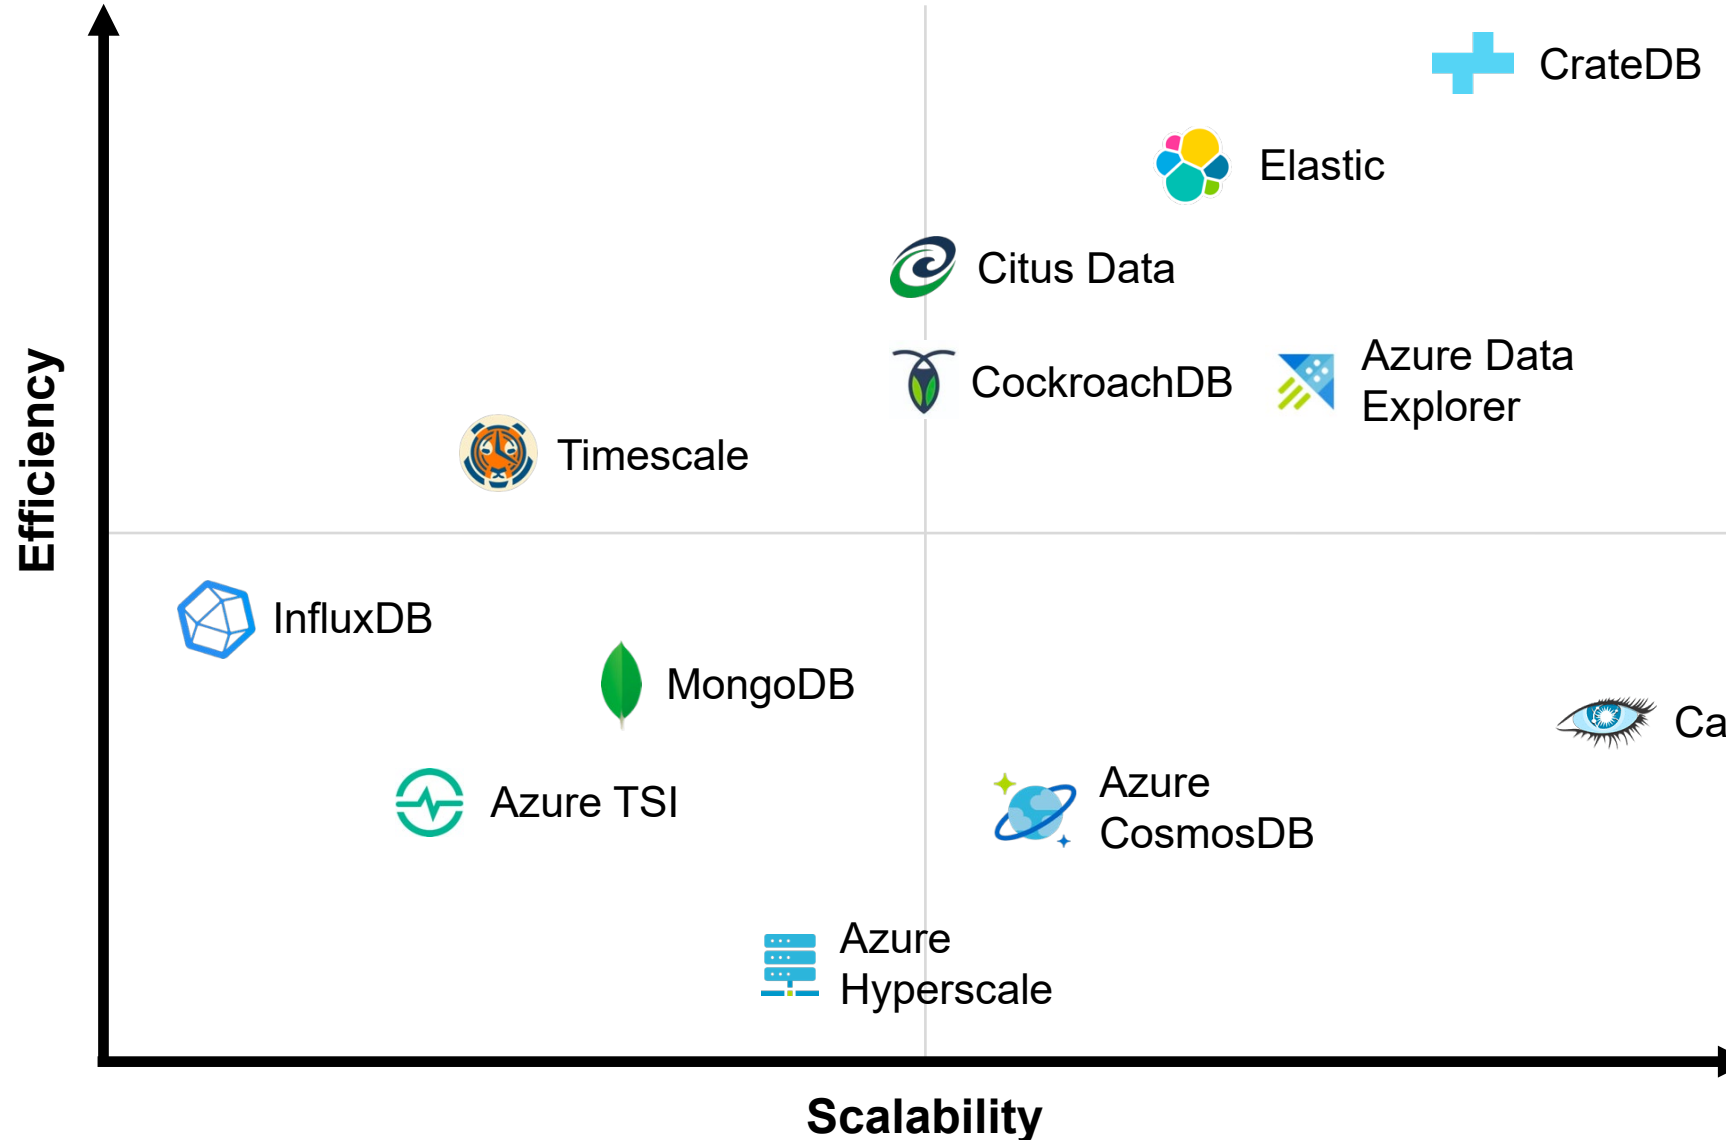 CrateDB
Elastic
Citus Data
Azure Data
Explorer
CockroachDB
Timescale
Efficiency
InfluxDB
MongoDB
Ca
Azure TSI
Azure
CosmosDB
Azure
Hyperscale
Scalability